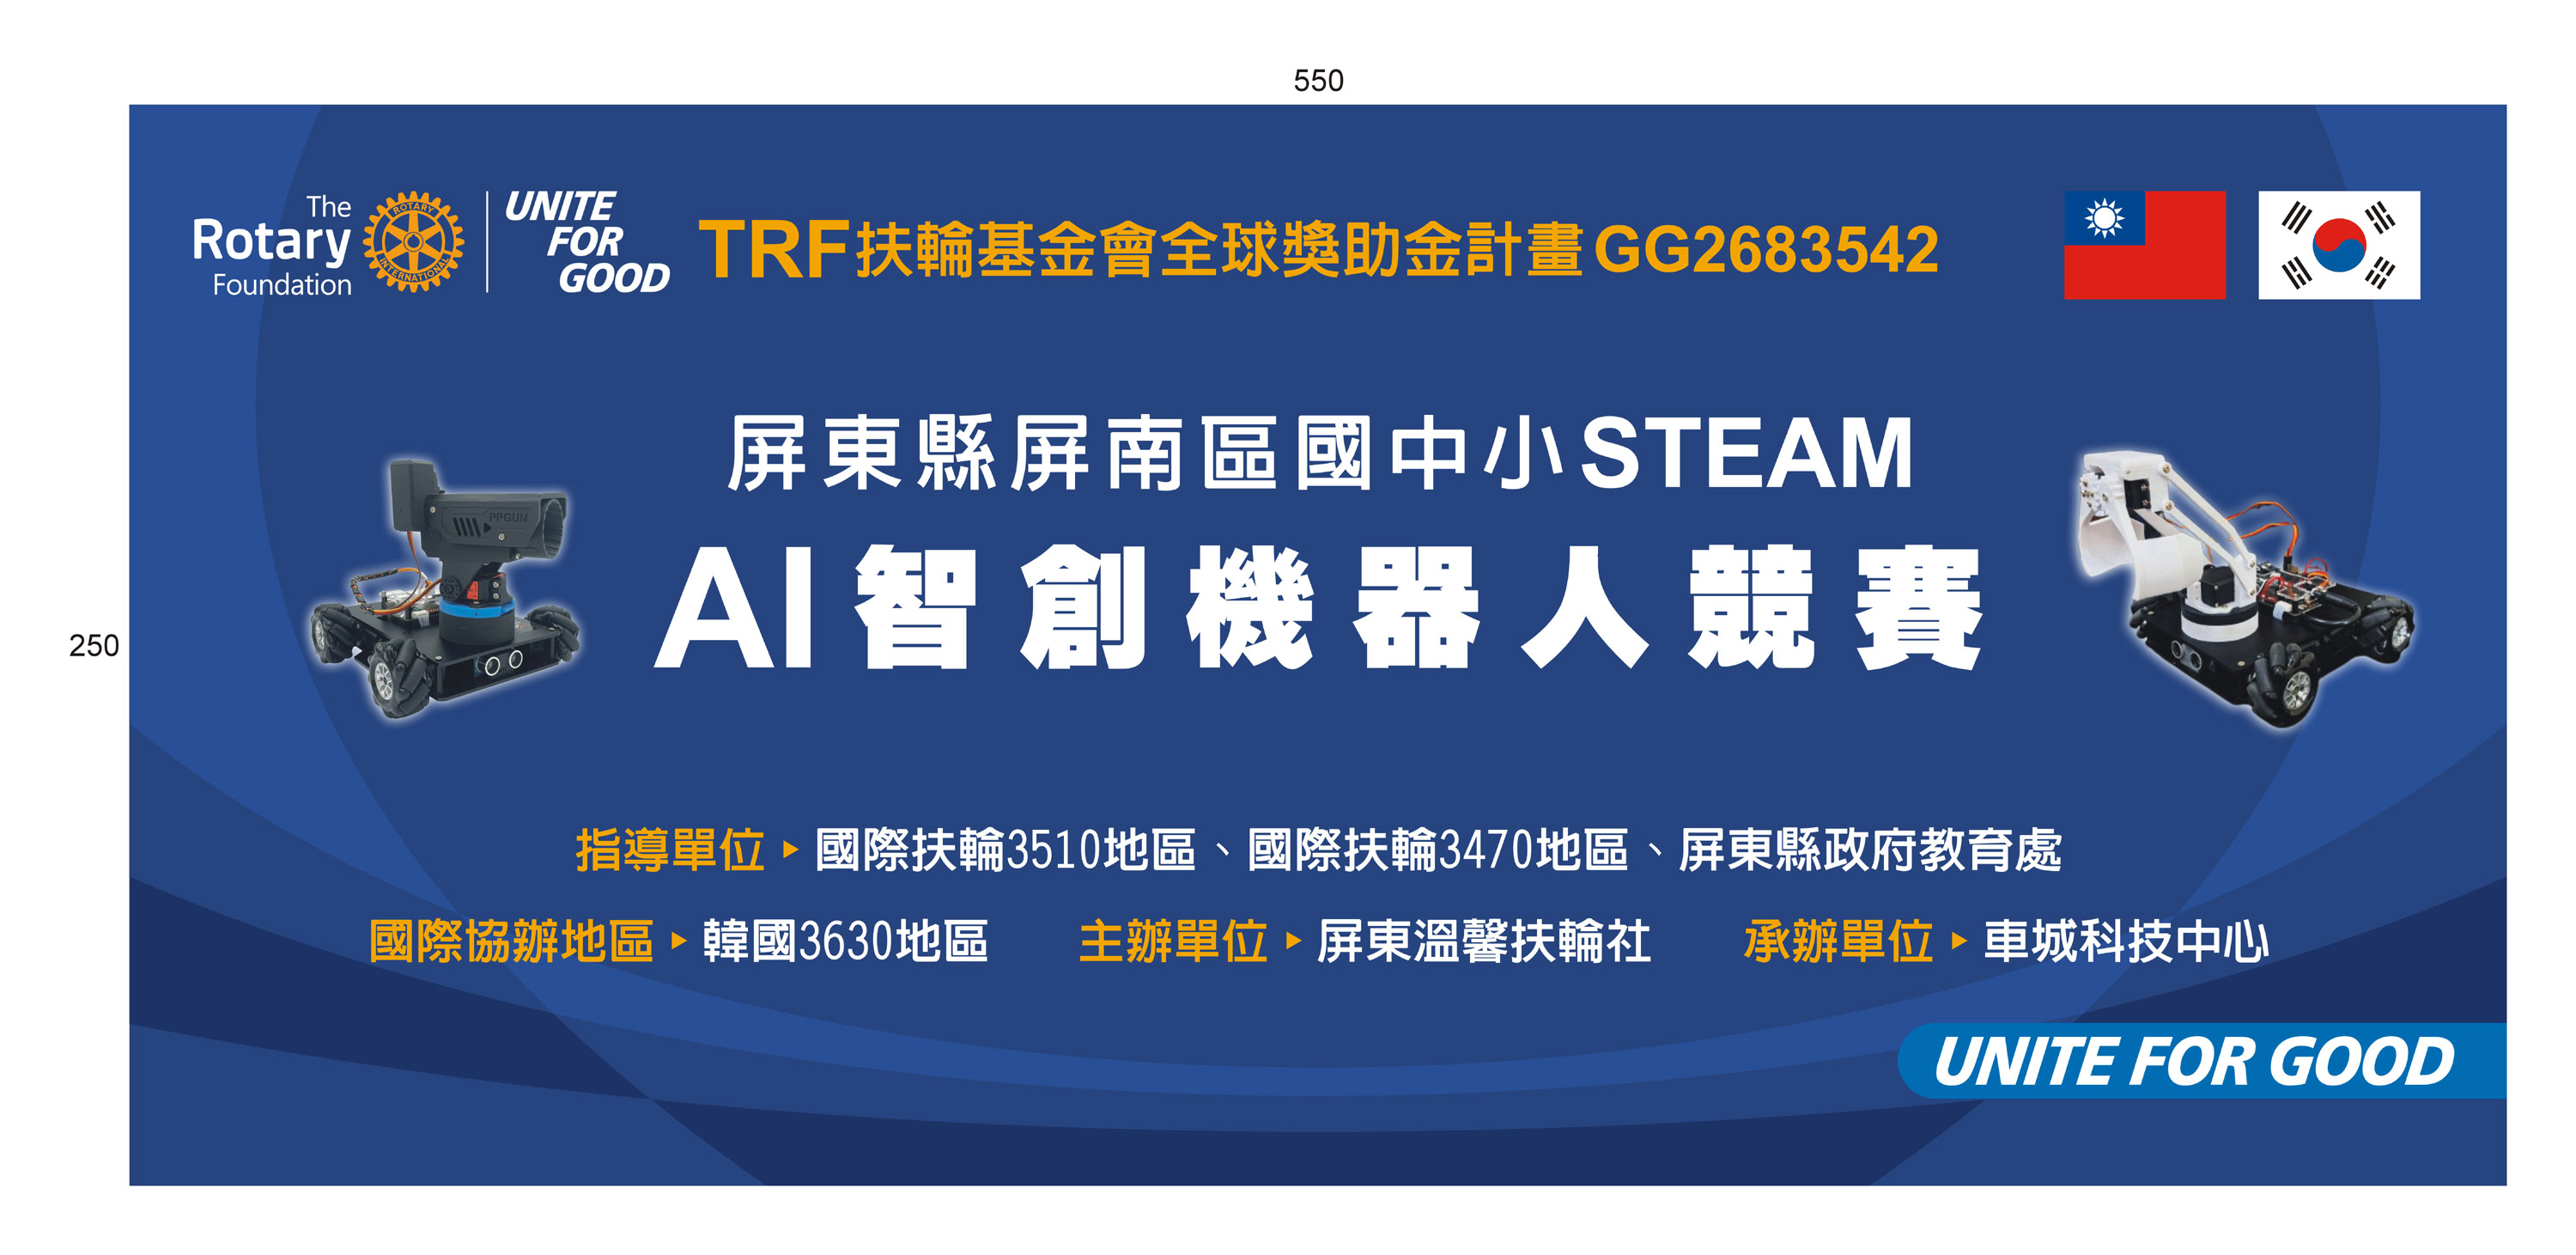 550
250
The
Rotary
Foundation
ROTARY
INTERNATIONAL
UNITE
FOR
GOOD
TRF扶輪基金會全球獎助金計畫GG2683542
屏東縣屏南區國中小STEAM
AI智創機器人競賽
PPGUN
指導單位▶國際扶輪3510地區、國際扶輪3470地區、屏東縣政府教育處
國際協辦地區▶韓國3630地區 主辦單位▶屏東溫馨扶輪社 承辦單位▶車城科技中心
UNITE FOR GOOD